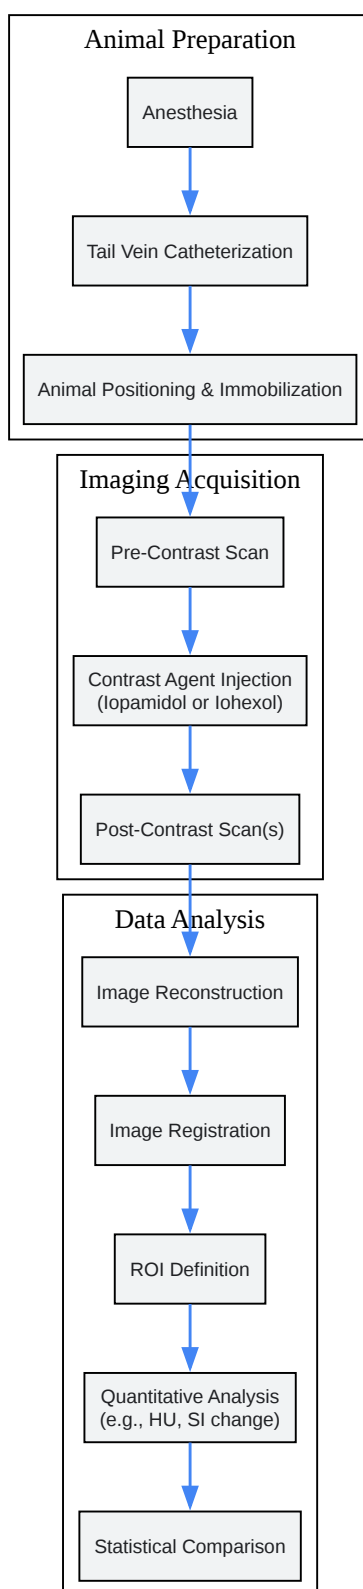 Animal Preparation
Anesthesia
Tail Vein Catheterization
Animal Positioning & Immobilization
Imaging Acquisition
Pre-Contrast Scan
Contrast Agent Injection
(Iopamidol or Iohexol)
Post-Contrast Scan(s)
Data Analysis
Image Reconstruction
Image Registration
ROI Definition
Quantitative Analysis
(e.g., HU, SI change)
Statistical Comparison